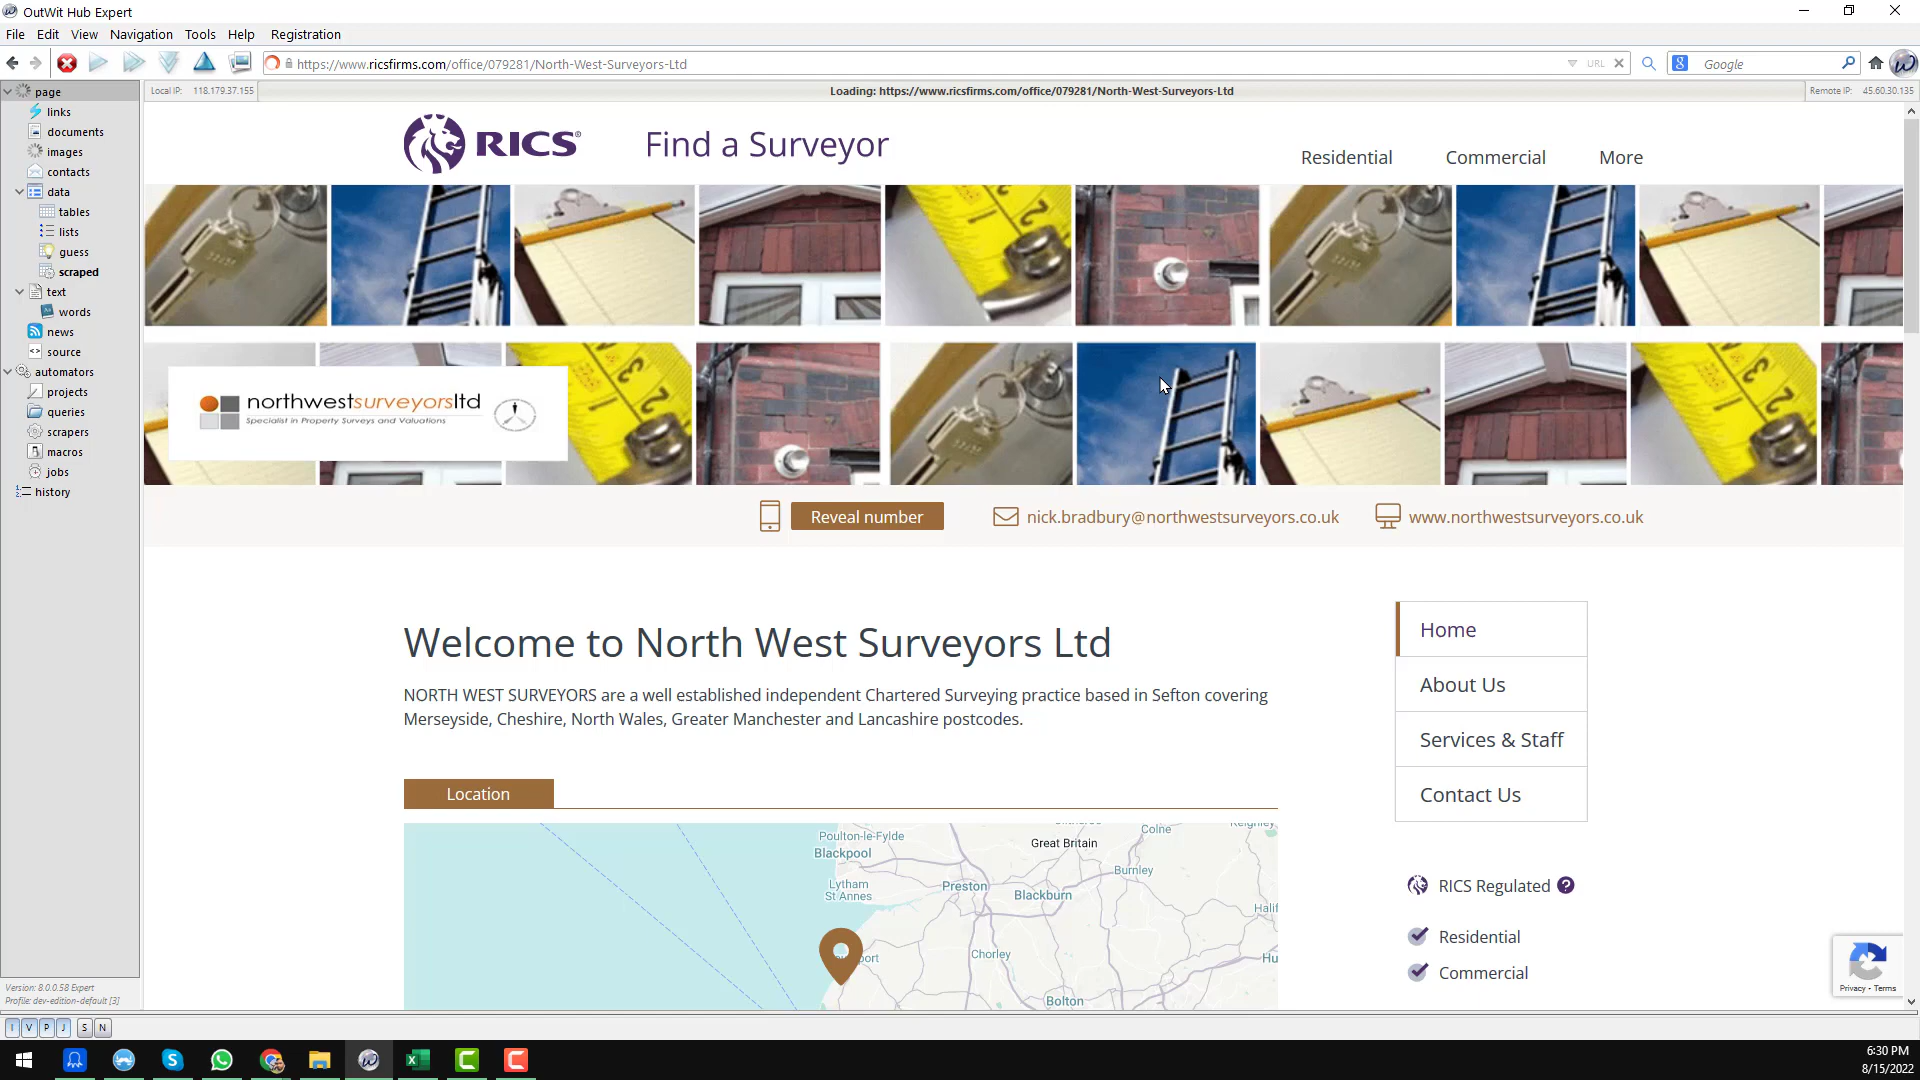 OutWit Hub Expert
File Edit View Navigation Tools Help Registration
https://www.ricsfirms.com/office/079281/North-West-Surveyors-Ltd URL Google
Local IP: 118.179.37.155 Loading: https://www.ricsfirms.com/office/079281/North-West-Surveyors-Ltd Remote IP: 45.60.30.135
page
links
documents
images
contacts
data
tables
lists
guess
scraped
text
words
news
source
automators
projects
queries
scrapers
macros
jobs
history
Version: 8.0.0.58 Expert
Profile: dev-edition-default [3]
I V P J S N
RICS® Find a Surveyor Residential Commercial More
northwestsurveyorsltd
Specialist in Property Surveys and Valuations
Reveal number nick.bradbury@northwestsurveyors.co.uk www.northwestsurveyors.co.uk
Welcome to North West Surveyors Ltd
NORTH WEST SURVEYORS are a well established independent Chartered Surveying practice based in Sefton covering
Merseyside, Cheshire, North Wales, Greater Manchester and Lancashire postcodes.
Location
Poulton-le-Fylde
Blackpool
Lytham
St Annes
Preston
Blackburn
Great Britain
Colne
Burnley
Chorley
Bolton
Home
About Us
Services & Staff
Contact Us
RICS Regulated ?
Residential
Commercial
Privacy - Terms
6:30 PM
8/15/2022